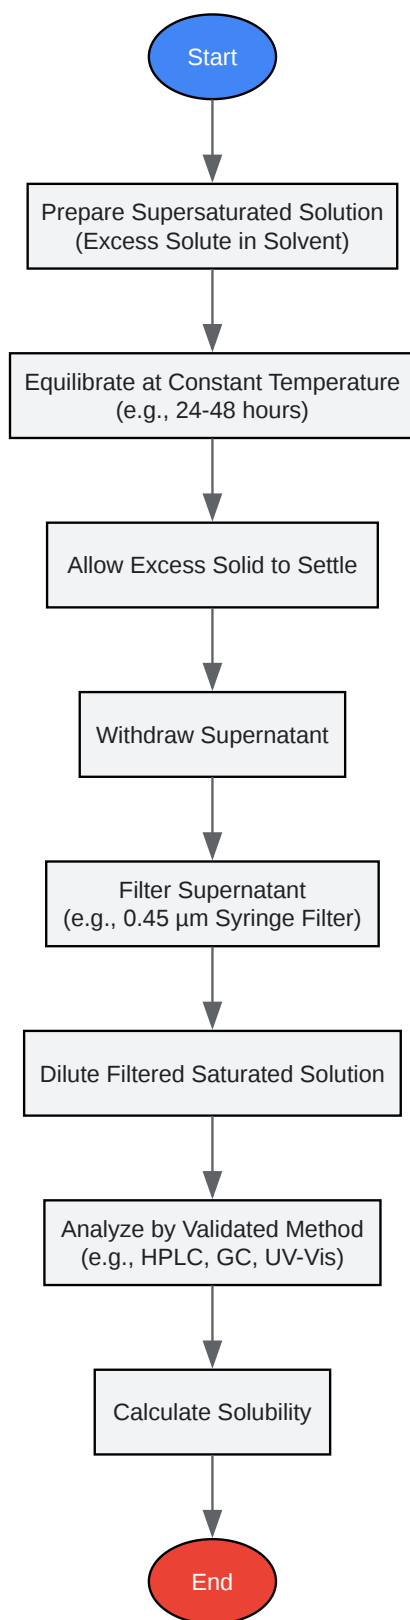 Start
Prepare Supersaturated Solution
(Excess Solute in Solvent)
Equilibrate at Constant Temperature
(e.g., 24-48 hours)
Allow Excess Solid to Settle
Withdraw Supernatant
Filter Supernatant
(e.g., 0.45 µm Syringe Filter)
Dilute Filtered Saturated Solution
Analyze by Validated Method
(e.g., HPLC, GC, UV-Vis)
Calculate Solubility
End